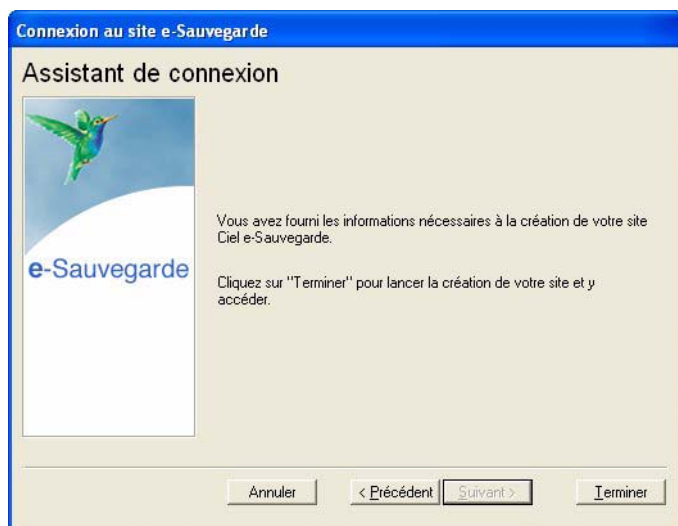 Connexion au site e-Sauvegarde
Assistant de connexion
e-Sauvegarde
Vous avez fourni les informations nécessaires à la création de votre site
Ciel e-Sauvegarde.
Cliquez sur "Terminer" pour lancer la création de votre site et y
accéder.
Annuler
< Précédent
Suivant >
Terminer